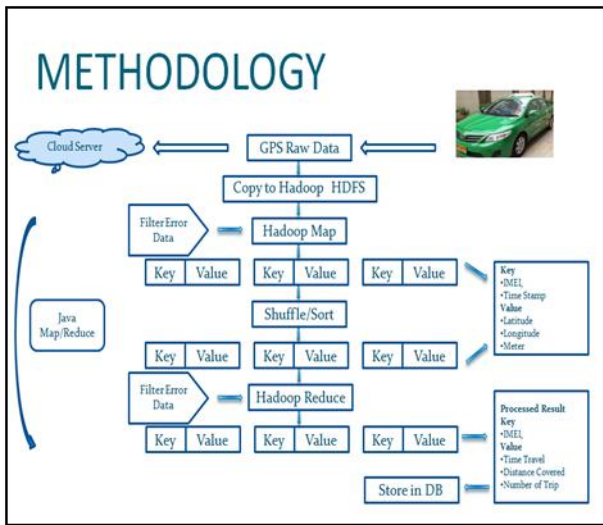 METHODOLOGY
Cloud Server
GPS Raw Data
Copy to Hadoop HDFS
Filter Error
Data
Hadoop Map
Key Value Key Value Key Value
Key
•IMEI,
•Time Stamp
Value
•Latitude
•Longitude
•Meter
Shuffle/Sort
Java
Map/Reduce
Key Value Key Value Key Value
Filter Error
Data
Hadoop Reduce
Key Value Key Value Key Value
Processed Result
Key
•IMEI,
Value
•Time Travel
•Distance Covered
•Number of Trip
Store in DB